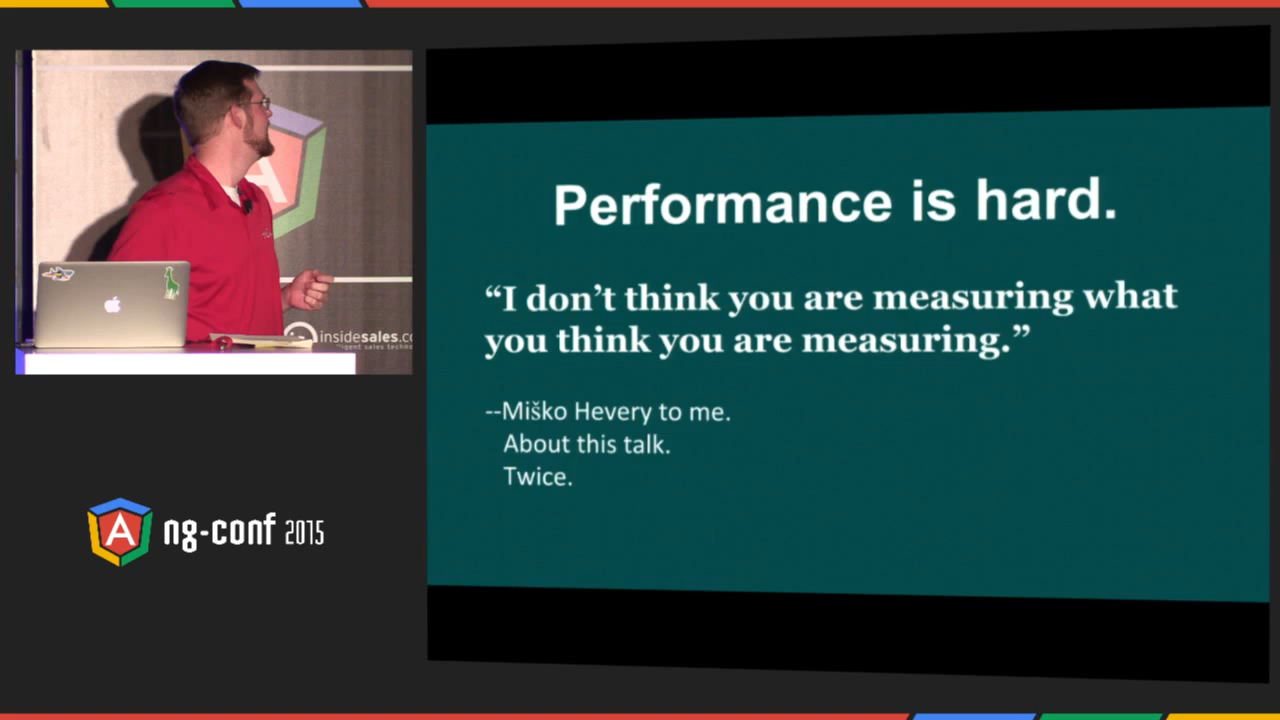 Performance is hard.
“I don’t think you are measuring what
you think you are measuring.”
--Miško Hevery to me.
About this talk.
Twice.
insidesales.co
A
ng-conf 2015